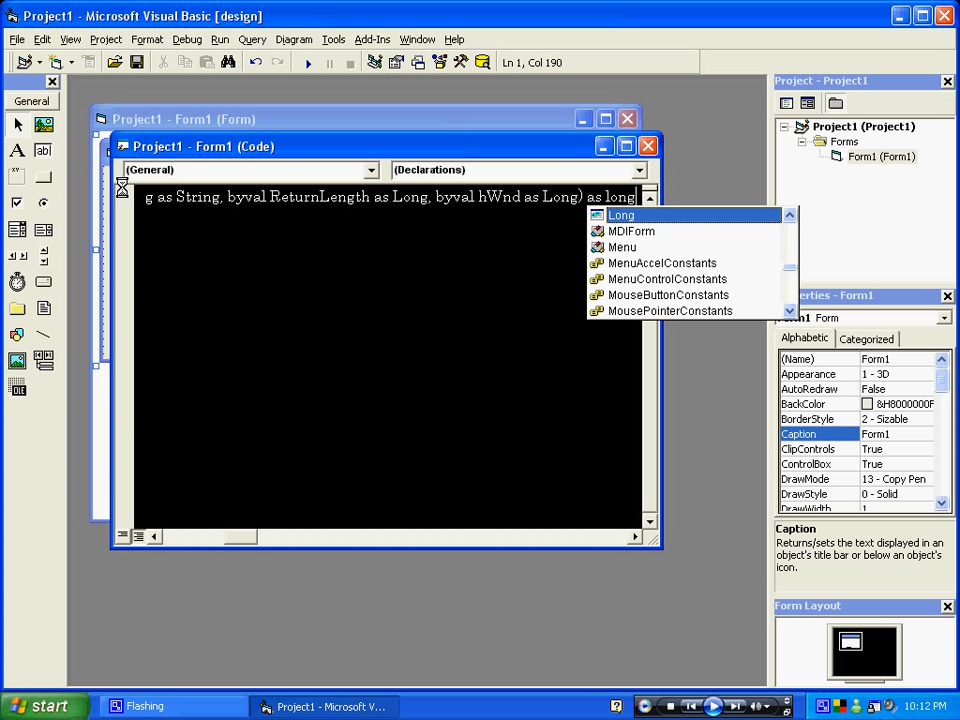 Project1 - Microsoft Visual Basic [design]
File Edit View Project Format Debug Run Query Diagram Tools Add-Ins Window Help
Ln 1, Col 190
General
Project1 - Form1 (Form)
Project1 - Form1 (Code)
(General) (Declarations)
g as String, byval ReturnLength as Long, byval hWnd as Long) as long
Long
MDIForm
Menu
MenuAccelConstants
MenuControlConstants
MouseButtonConstants
MousePointerConstants
Project - Project1
Project1 (Project1)
Forms
Form1 (Form1)
erties - Form1
rm1 Form
Alphabetic Categorized
(Name) Form1
Appearance 1 - 3D
AutoRedraw False
BackColor &H8000000F
BorderStyle 2 - Sizable
Caption Form1
ClipControls True
ControlBox True
DrawMode 13 - Copy Pen
DrawStyle 0 - Solid
DrawWidth 1
Caption
Returns/sets the text displayed in an
object's title bar or below an object's
icon.
Form Layout
start Flashing Project1 - Microsoft V... 10:12 PM